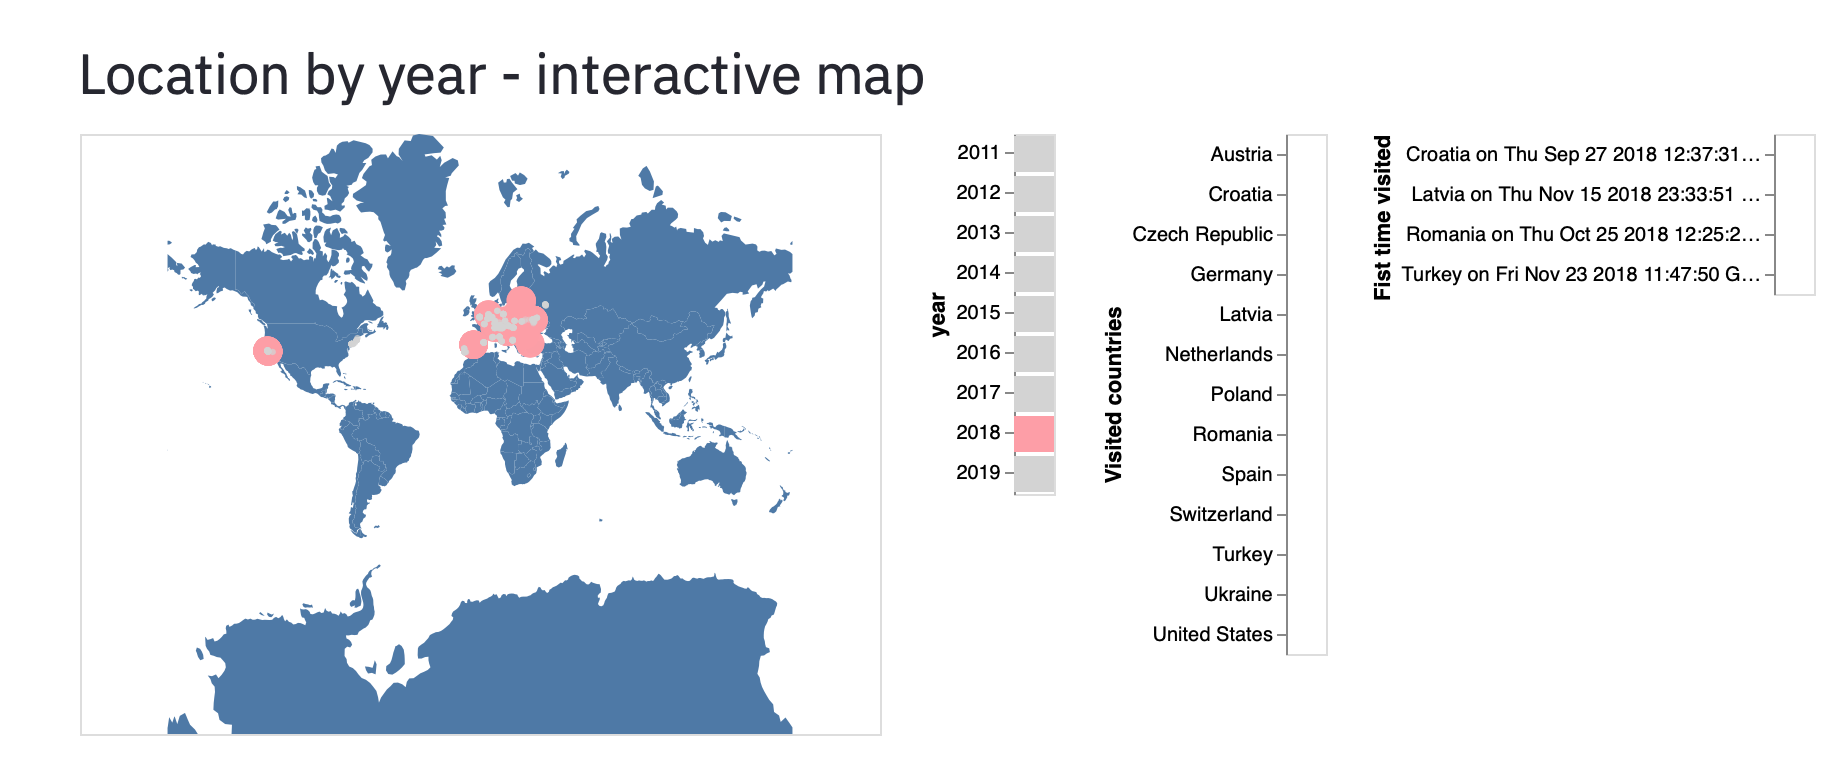 Location by year - interactive map
year
2011
2012
2013
2014
2015
2016
2017
2018
2019
Visited countries
Austria
Croatia
Czech Republic
Germany
Latvia
Netherlands
Poland
Romania
Spain
Switzerland
Turkey
Ukraine
United States
Fist time visited
Croatia on Thu Sep 27 2018 12:37:31…
Latvia on Thu Nov 15 2018 23:33:51 …
Romania on Thu Oct 25 2018 12:25:2…
Turkey on Fri Nov 23 2018 11:47:50 G…